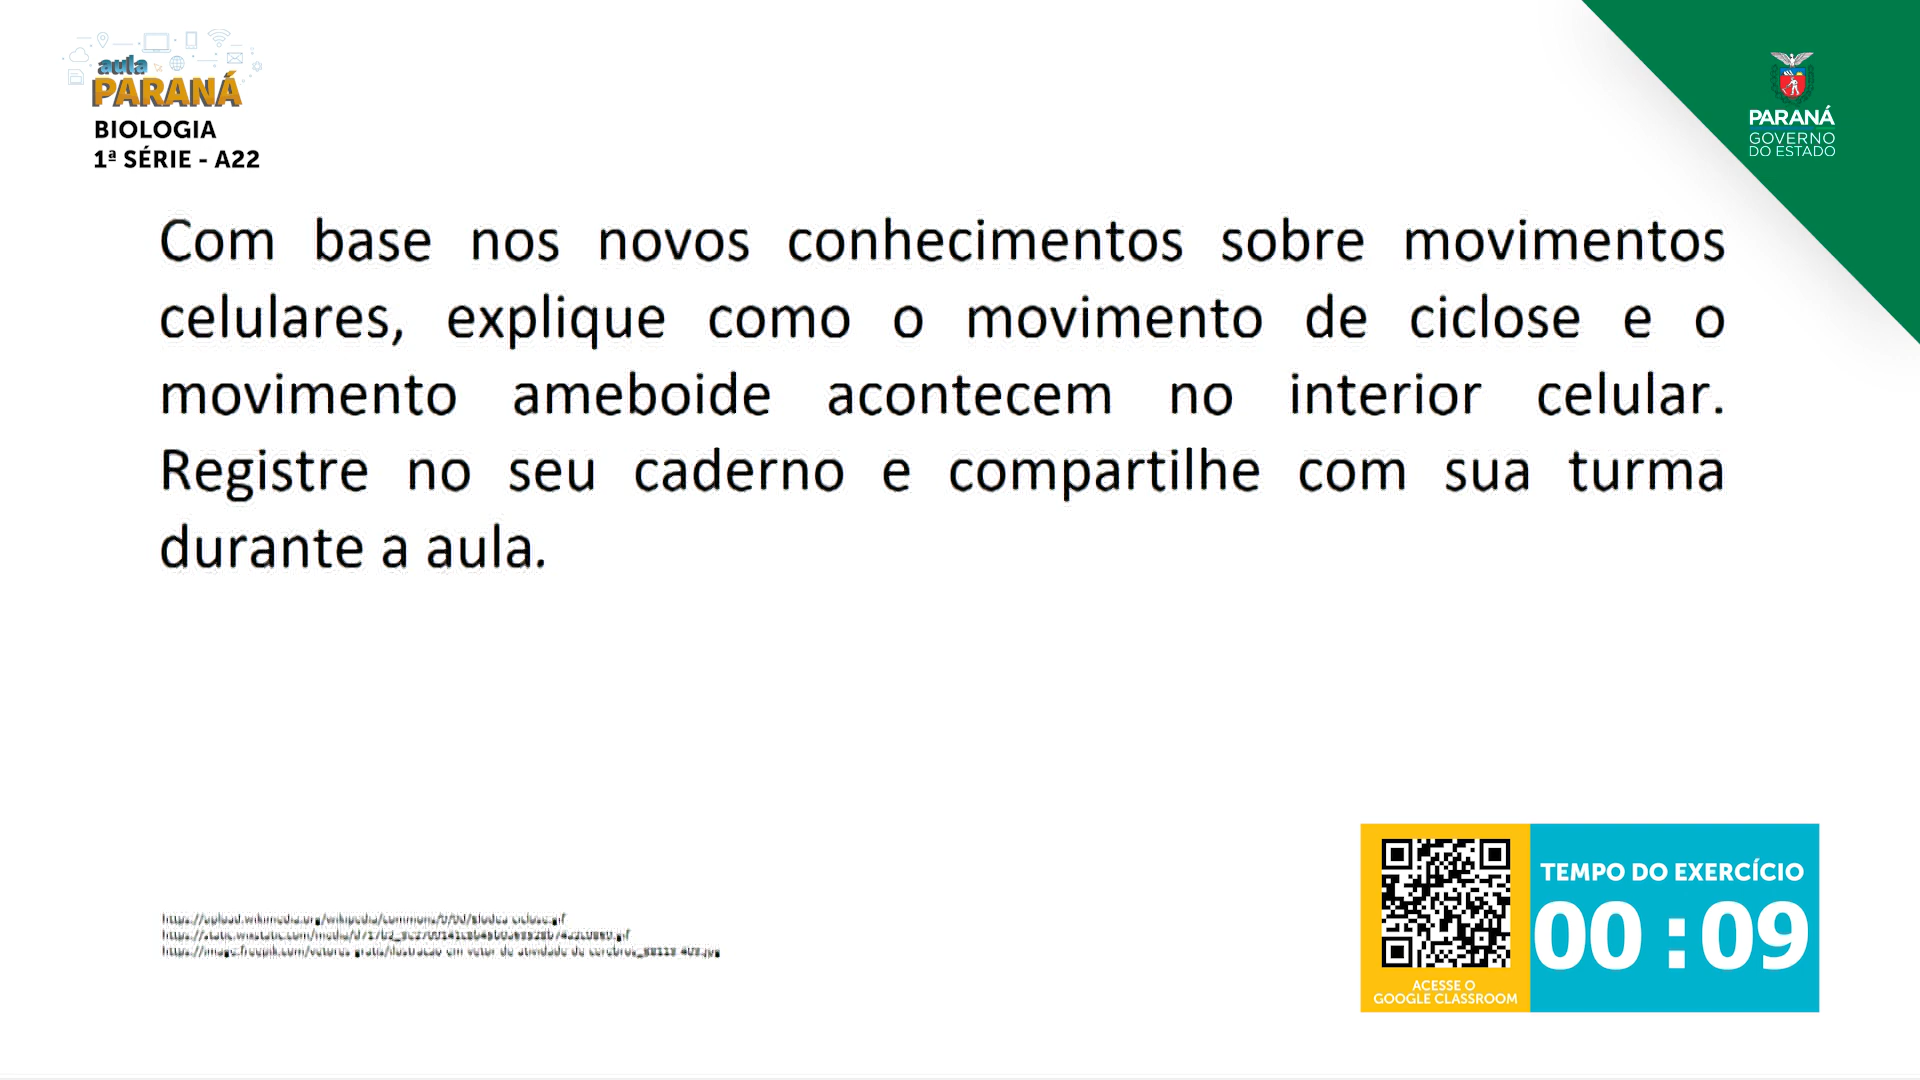 aula
PARANÁ
BIOLOGIA
1ª SÉRIE - A22
PARANÁ
GOVERNO
DO ESTADO
Com base nos novos conhecimentos sobre movimentos
celulares, explique como o movimento de ciclose e o
movimento ameboide acontecem no interior celular.
Registre no seu caderno e compartilhe com sua turma
durante a aula.
TEMPO DO EXERCÍCIO
00:09
ACESSE O
GOOGLE CLASSROOM